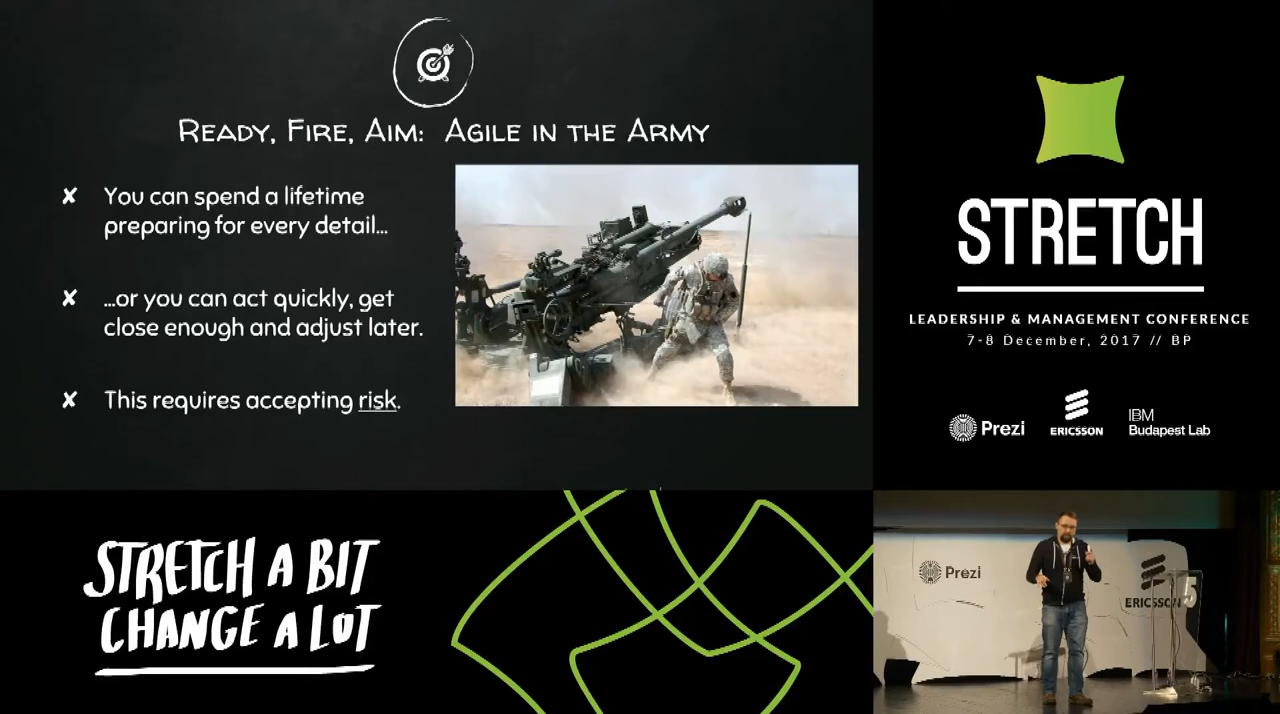 Ready, Fire, Aim: Agile in the Army
✘ You can spend a lifetime
preparing for every detail...
✘ ...or you can act quickly, get
close enough and adjust later.
✘ This requires accepting risk.
STRETCH
LEADERSHIP & MANAGEMENT CONFERENCE
7-8 December, 2017 // BP
Prezi
ERICSSON
IBM
Budapest Lab
STRETCH A BIT
CHANGE A LOT
Prezi
ERICSSON
5